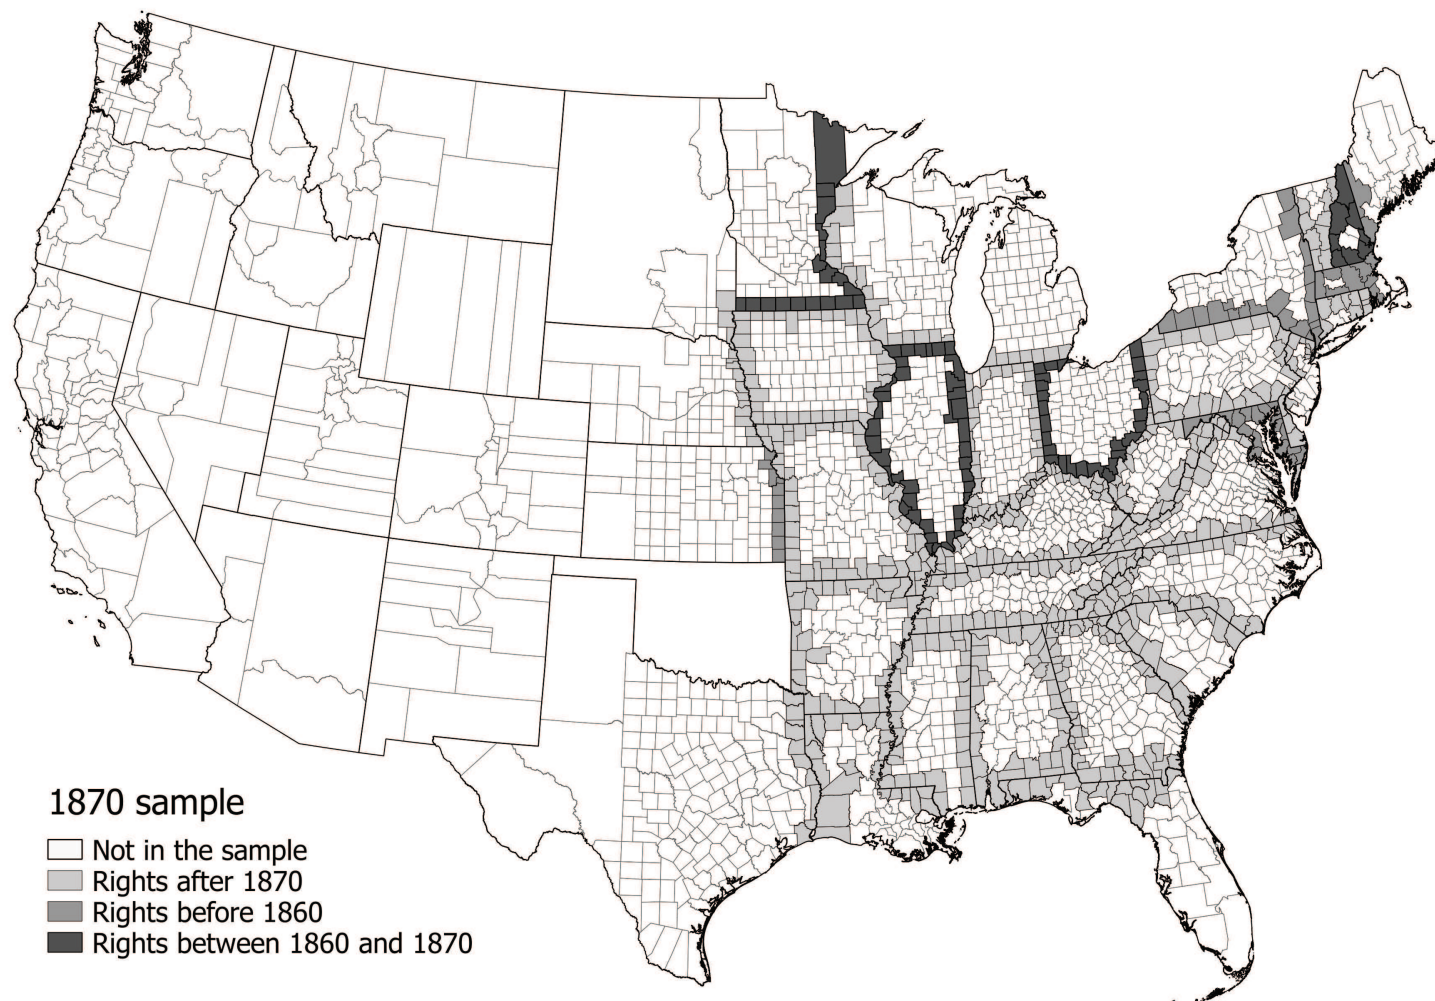 1870 sample
Not in the sample
Rights after 1870
Rights before 1860
Rights between 1860 and 1870